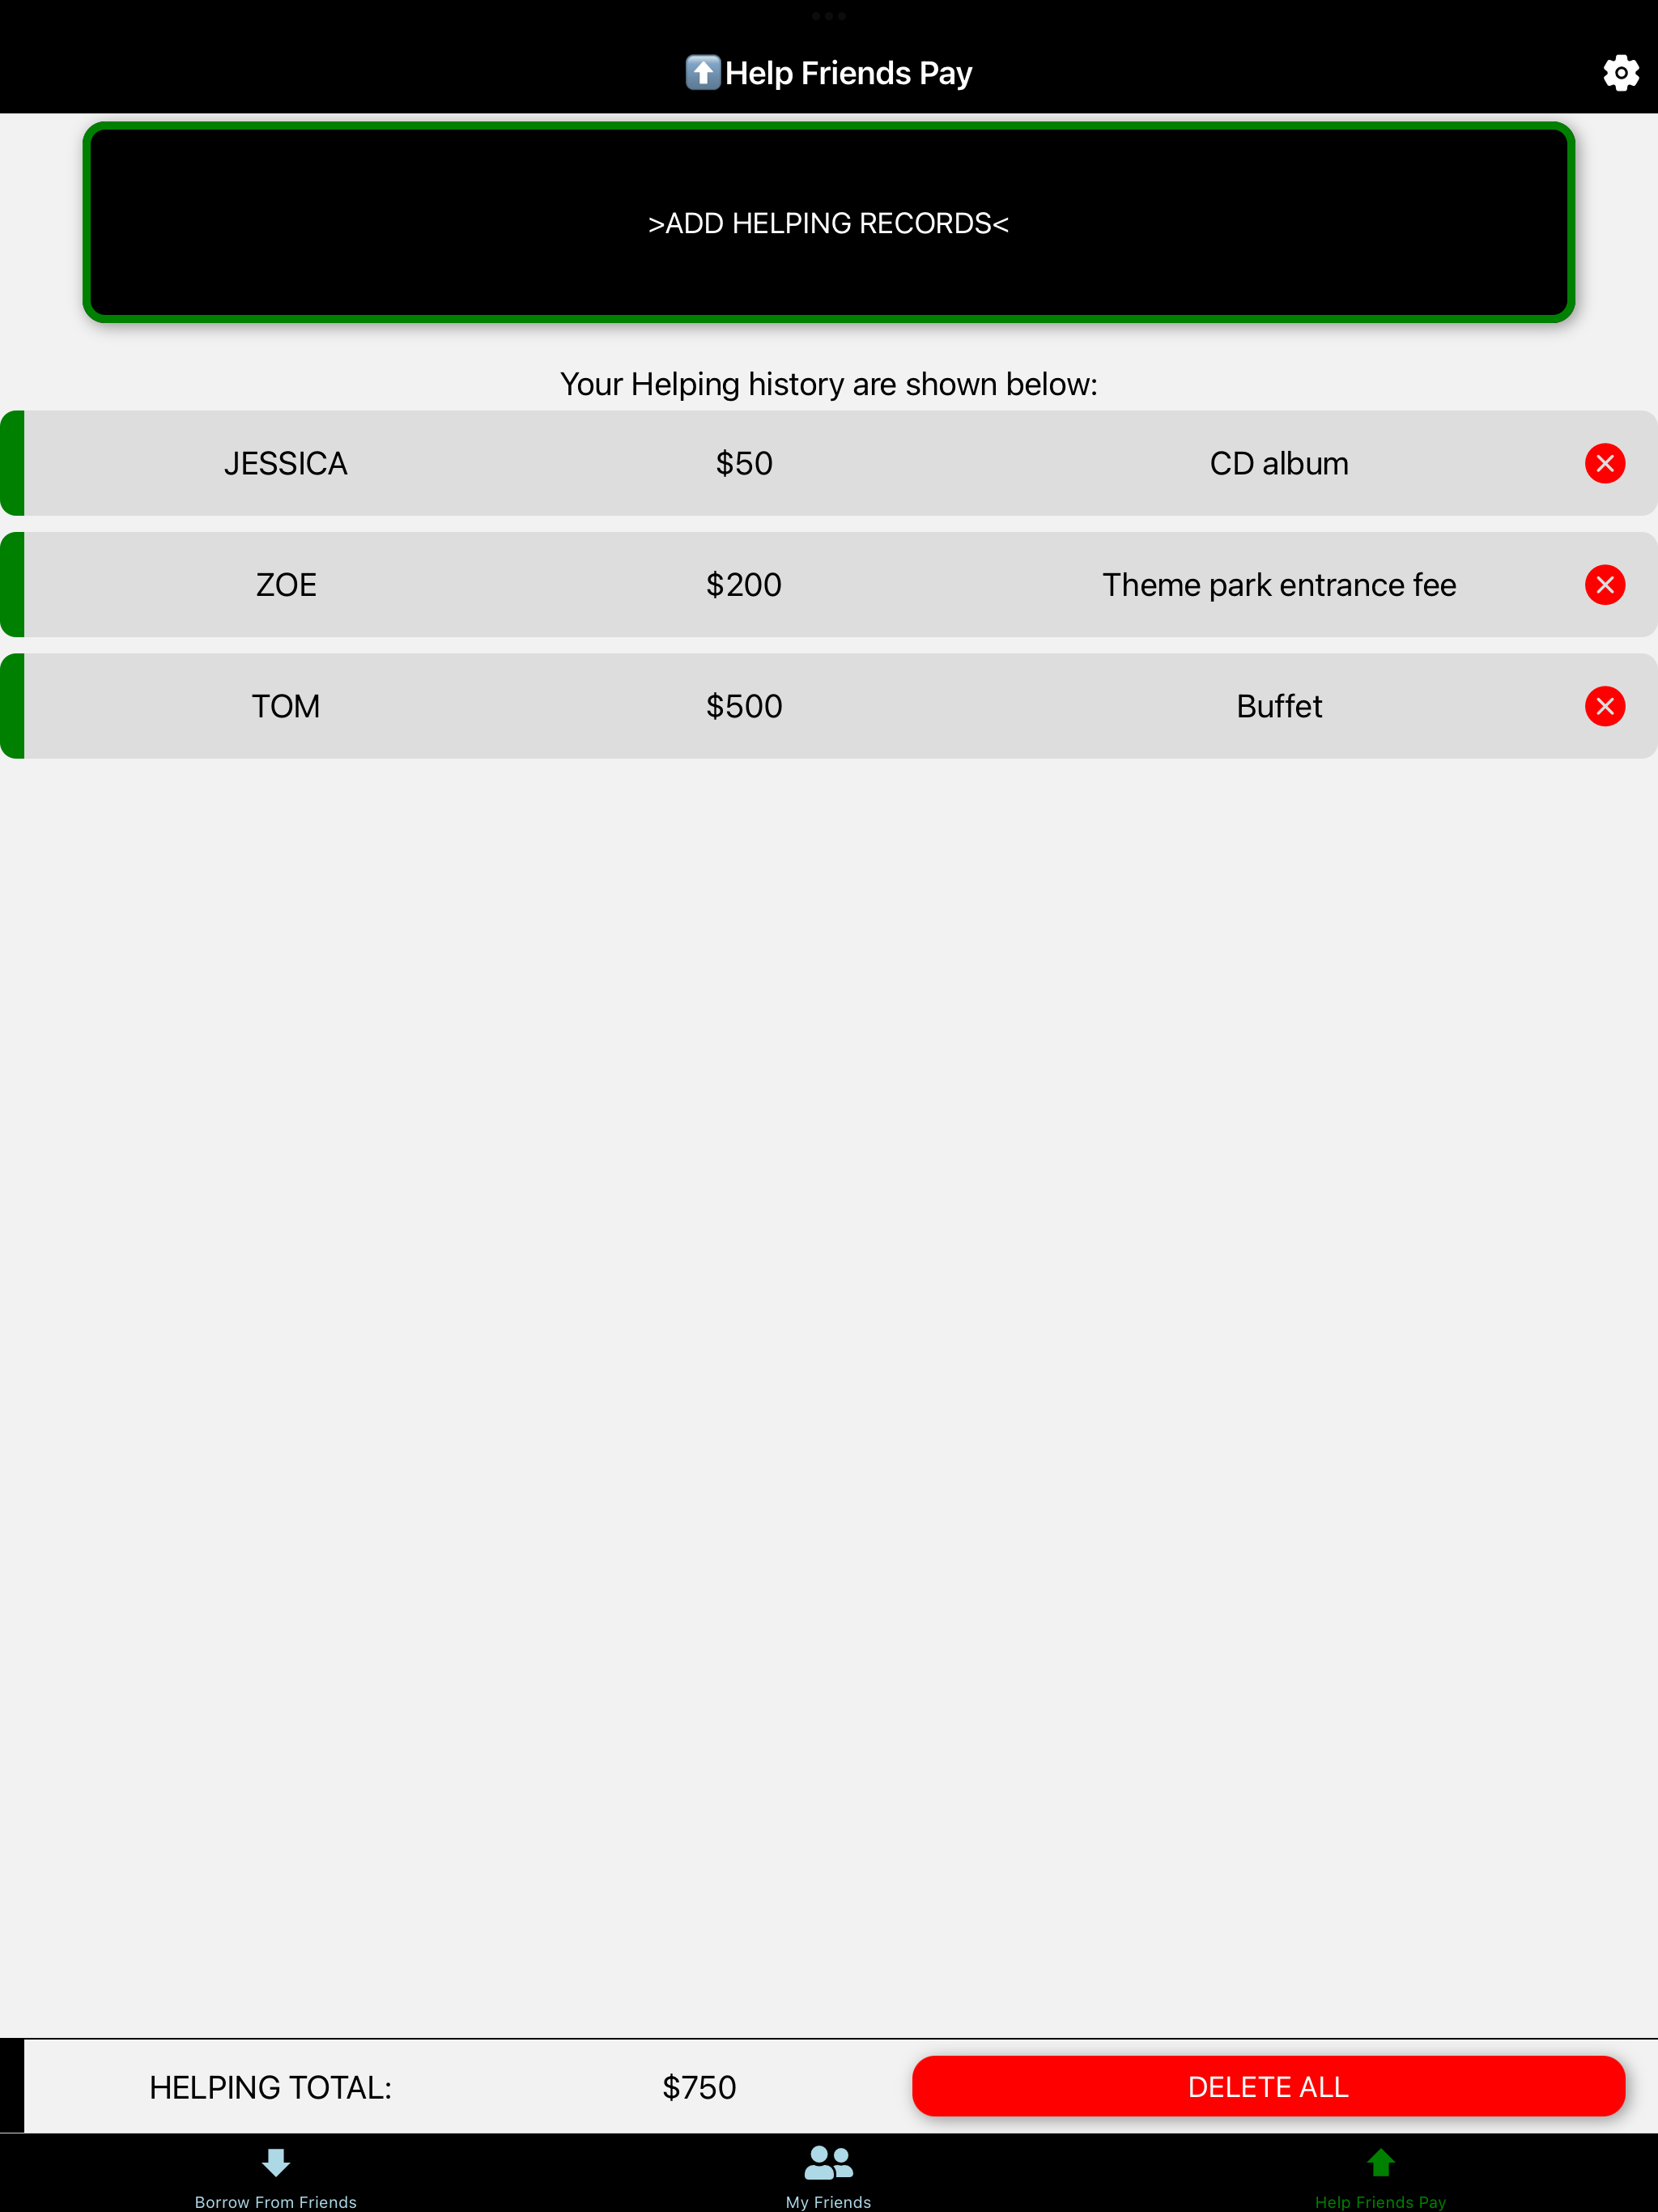 ⬆️Help Friends Pay
>ADD HELPING RECORDS<
Your Helping history are shown below:
JESSICA $50 CD album
ZOE $200 Theme park entrance fee
TOM $500 Buffet
HELPING TOTAL: $750 DELETE ALL
Borrow From Friends My Friends Help Friends Pay